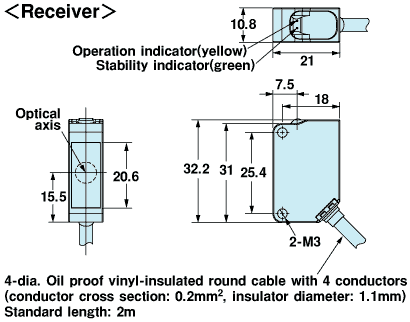 <Receiver>
10.8
Operation indicator(yellow)
Stability indicator(green)
21
7.5
18
Optical
axis
15.5
20.6
32.2
31
25.4
2-M3
4-dia. Oil proof vinyl-insulated round cable with 4 conductors
(conductor cross section: 0.2mm², insulator diameter: 1.1mm)
Standard length: 2m